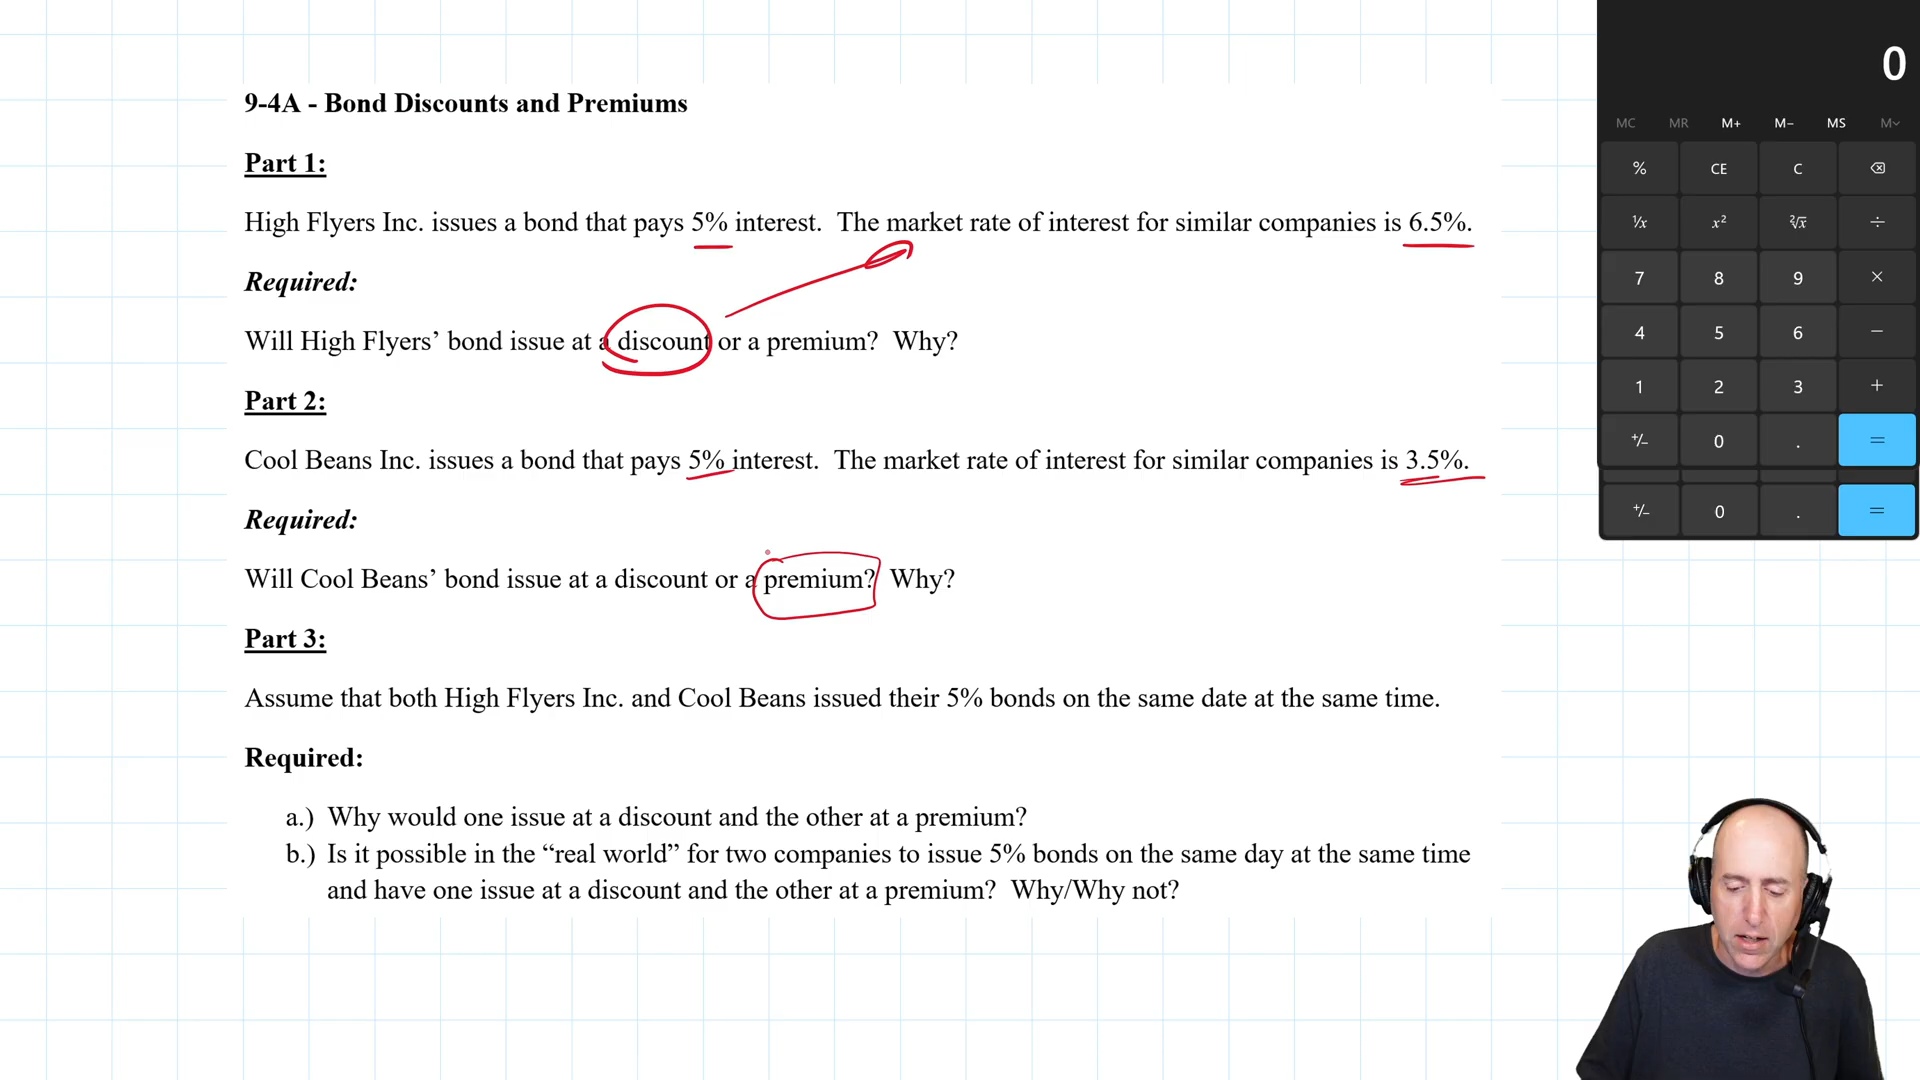 9-4A - Bond Discounts and Premiums
Part 1:
High Flyers Inc. issues a bond that pays 5% interest.  The market rate of interest for similar companies is 6.5%.
Required:
Will High Flyers’ bond issue at a discount or a premium?  Why?
Part 2:
Cool Beans Inc. issues a bond that pays 5% interest.  The market rate of interest for similar companies is 3.5%.
Required:
Will Cool Beans’ bond issue at a discount or a premium?  Why?
Part 3:
Assume that both High Flyers Inc. and Cool Beans issued their 5% bonds on the same date at the same time.
Required:
a.) Why would one issue at a discount and the other at a premium?
b.) Is it possible in the “real world” for two companies to issue 5% bonds on the same day at the same time
and have one issue at a discount and the other at a premium?  Why/Why not?
0
MC MR M+ M− MS M˅
% CE C ⌫
¹/x x² ²√x ÷
7 8 9 ×
4 5 6 −
1 2 3 +
+/− 0 . =
+/− 0 . =